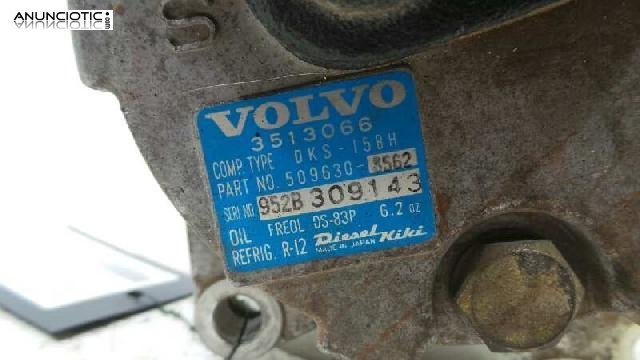 ANUNCIOTIC
.com
VOLVO
3513066
COMP. TYPE DKS-15BH
PART NO. 509630-3562
SERI NO. 952B 309143
OIL FREOL DS-83P 6.2 oz
REFRIG. R-12 Diesel Kiki
MADE IN JAPAN
S